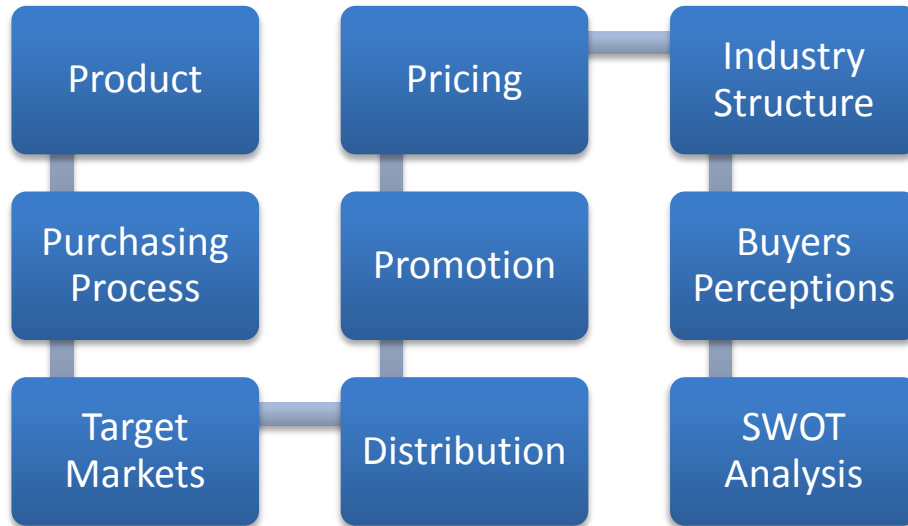 Product
Purchasing
Process
Target
Markets
Distribution
Promotion
Pricing
Industry
Structure
Buyers
Perceptions
SWOT
Analysis